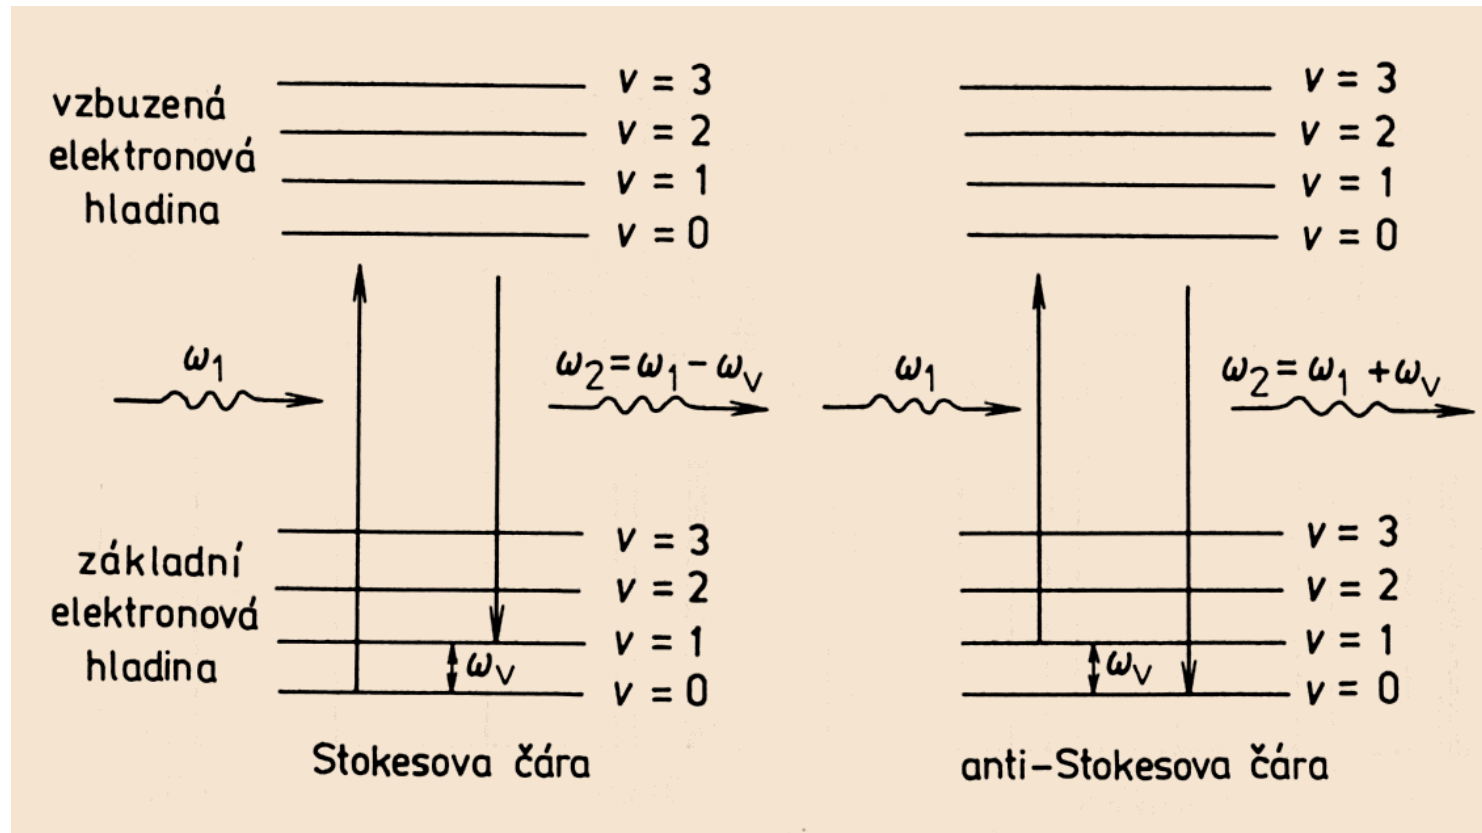 vzbuzená
elektronová
hladina
v = 3
v = 2
v = 1
v = 0
ω1
ω2=ω1-ωv
základní
elektronová
hladina
v = 3
v = 2
v = 1
v = 0
ωv
Stokesova čára
v = 3
v = 2
v = 1
v = 0
ω1
ω2=ω1+ωv
v = 3
v = 2
v = 1
v = 0
ωv
anti-Stokesova čára